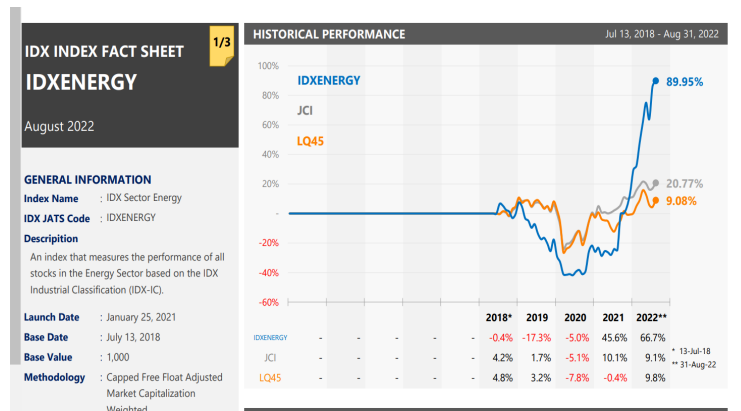 IDX INDEX FACT SHEET
1/3
IDXENERGY
August 2022
GENERAL INFORMATION
Index Name : IDX Sector Energy
IDX JATS Code : IDXENERGY
Descripition
An index that measures the performance of all
stocks in the Energy Sector based on the IDX
Industrial Classification (IDX-IC).
Launch Date : January 25, 2021
Base Date : July 13, 2018
Base Value : 1,000
Methodology : Capped Free Float Adjusted
Market Capitalization
Weighted
HISTORICAL PERFORMANCE Jul 13, 2018 - Aug 31, 2022
100%
80%
60%
40%
20%
-
-20%
-40%
-60%
IDXENERGY
JCI
LQ45
89.95%
20.77%
9.08%
2018* 2019 2020 2021 2022**
IDXENERGY - - - - - -0.4% -17.3% -5.0% 45.6% 66.7%
JCI - - - - - 4.2% 1.7% -5.1% 10.1% 9.1%
LQ45 - - - - - 4.8% 3.2% -7.8% -0.4% 9.8%
* 13-Jul-18
** 31-Aug-22